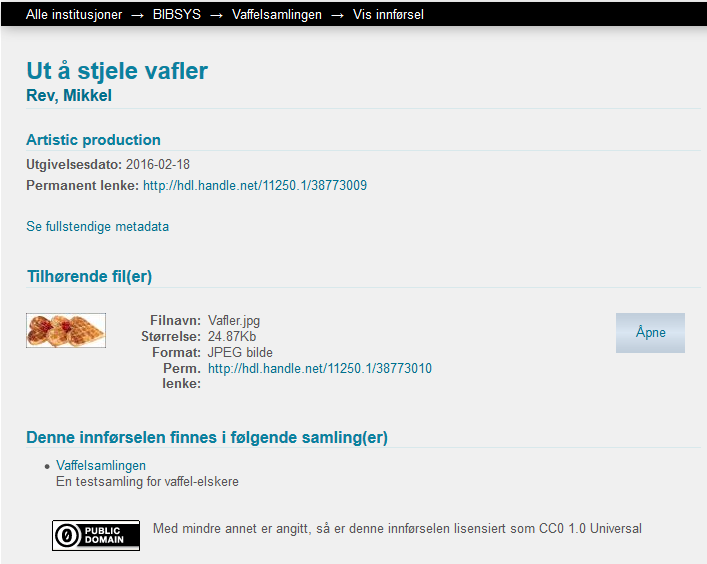 Alle institusjoner → BIBSYS → Vaffelsamlingen → Vis innførsel
Ut å stjele vafler
Rev, Mikkel
Artistic production
Utgivelsesdato: 2016-02-18
Permanent lenke: http://hdl.handle.net/11250.1/38773009
Se fullstendige metadata
Tilhørende fil(er)
Filnavn: Vafler.jpg
Størrelse: 24.87Kb
Format: JPEG bilde
Perm. http://hdl.handle.net/11250.1/38773010
lenke:
Åpne
Denne innførselen finnes i følgende samling(er)
• Vaffelsamlingen
En testsamling for vaffel-elskere
0 PUBLIC
DOMAIN
Med mindre annet er angitt, så er denne innførselen lisensiert som CC0 1.0 Universal